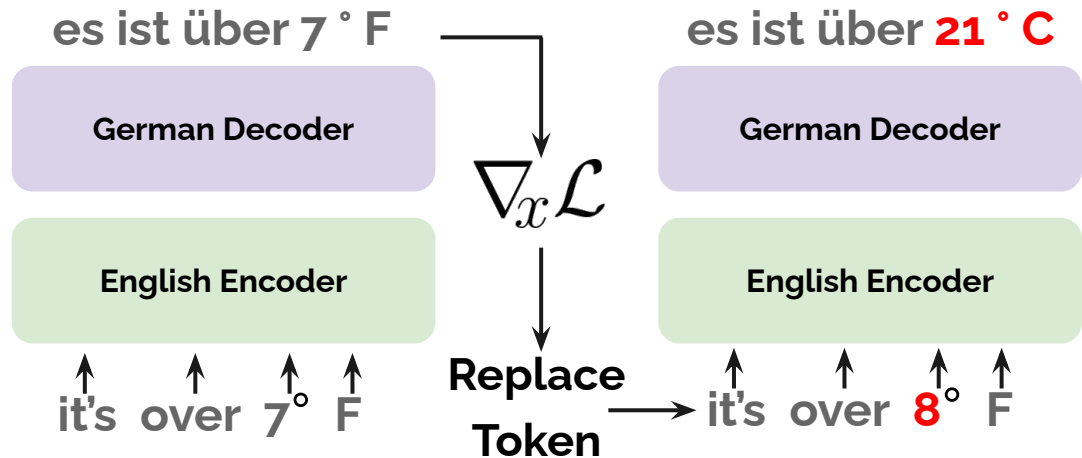 es ist über 7 ° F
German Decoder
English Encoder
it's over 7° F
∇ₓℒ
Replace
Token
es ist über 21 ° C
German Decoder
English Encoder
it's over 8° F